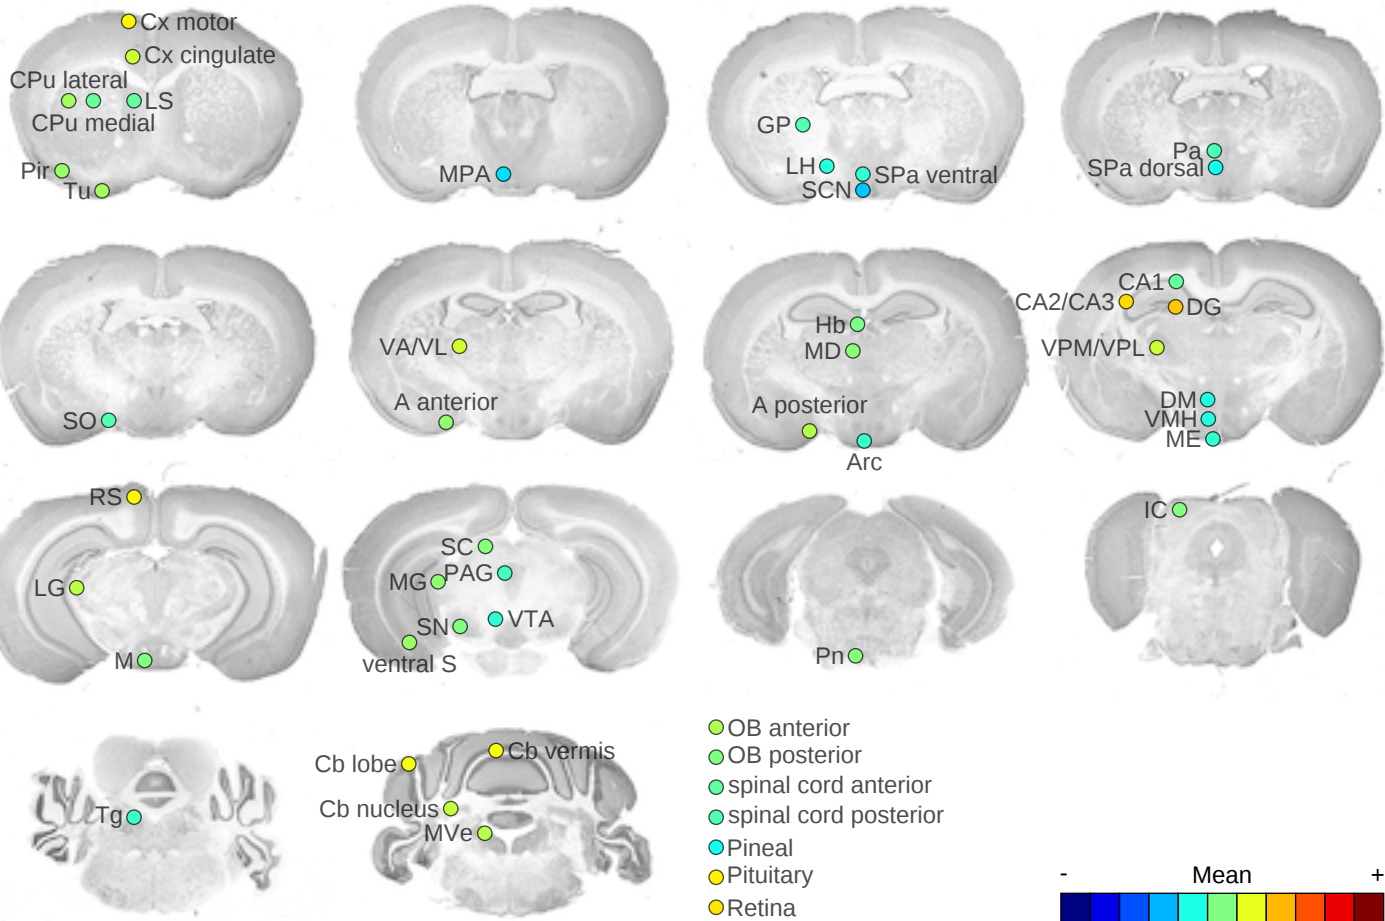 Cx motor
Cx cingulate
CPu lateral
LS
CPu medial
Pir
Tu
MPA
GP
LH
SPa ventral
SCN
Pa
SPa dorsal
SO
VA/VL
A anterior
Hb
MD
A posterior
Arc
CA1
CA2/CA3
DG
VPM/VPL
DM
VMH
ME
RS
LG
M
SC
PAG
MG
VTA
SN
ventral S
Pn
IC
Tg
Cb vermis
Cb lobe
Cb nucleus
MVe
OB anterior
OB posterior
spinal cord anterior
spinal cord posterior
Pineal
Pituitary
Retina
- Mean +